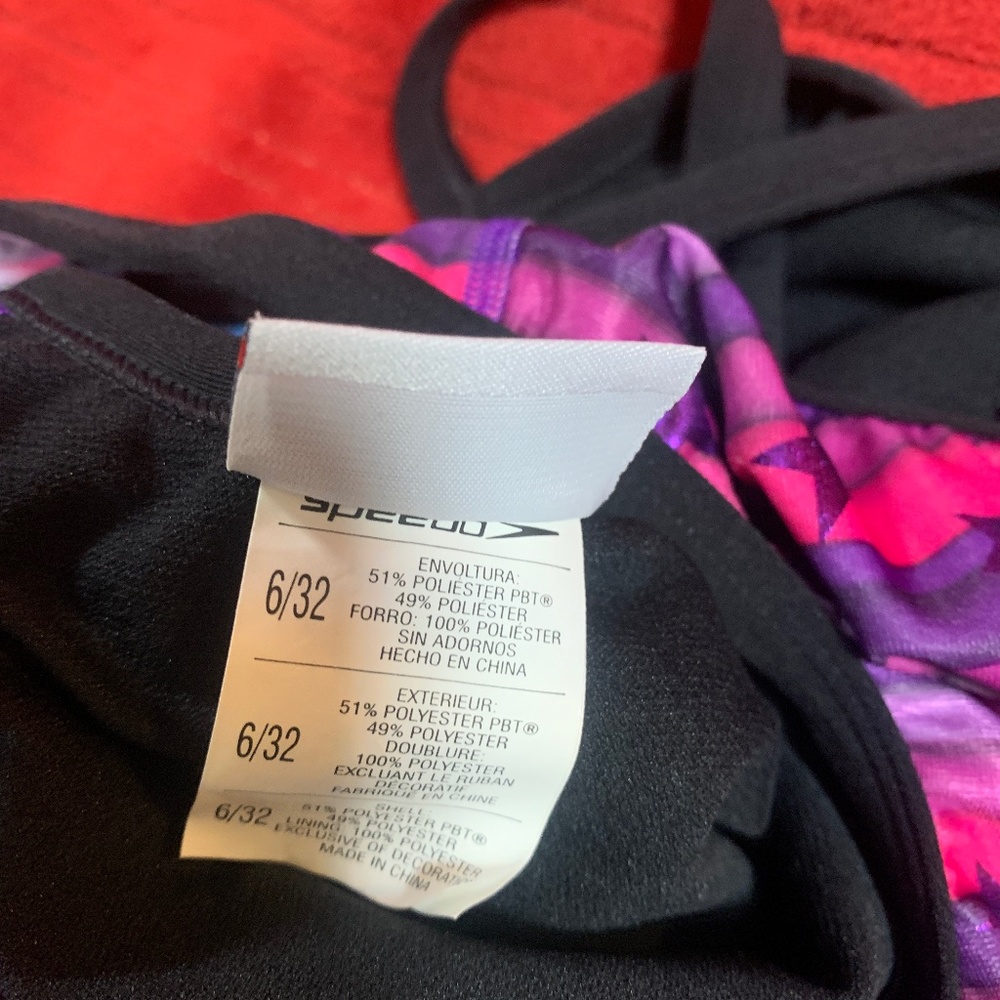 speedo
6/32
ENVOLTURA:
51% POLIÉSTER PBT®
49% POLIÉSTER
FORRO: 100% POLIÉSTER
SIN ADORNOS
HECHO EN CHINA
6/32
EXTERIEUR:
51% POLYESTER PBT®
49% POLYESTER
DOUBLURE:
100% POLYESTER
EXCLUANT LE RUBAN
DÉCORATIF
FABRIQUÉ EN CHINE
6/32
SHELL:
51% POLYESTER PBT®
49% POLYESTER
LINING: 100% POLYESTER
EXCLUSIVE OF
MADE IN CHINA